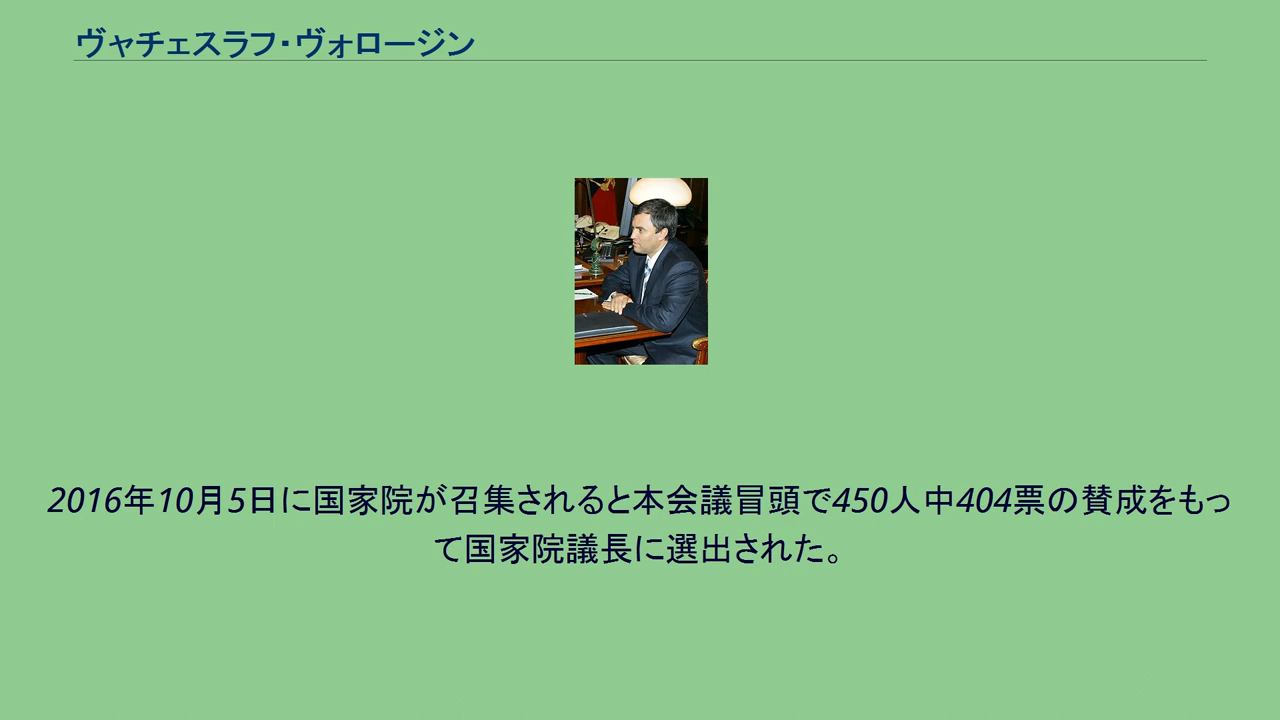 ヴャチェスラフ・ヴォロージン
2016年10月5日に国家院が召集されると本会議冒頭で450人中404票の賛成をもっ
て国家院議長に選出された。